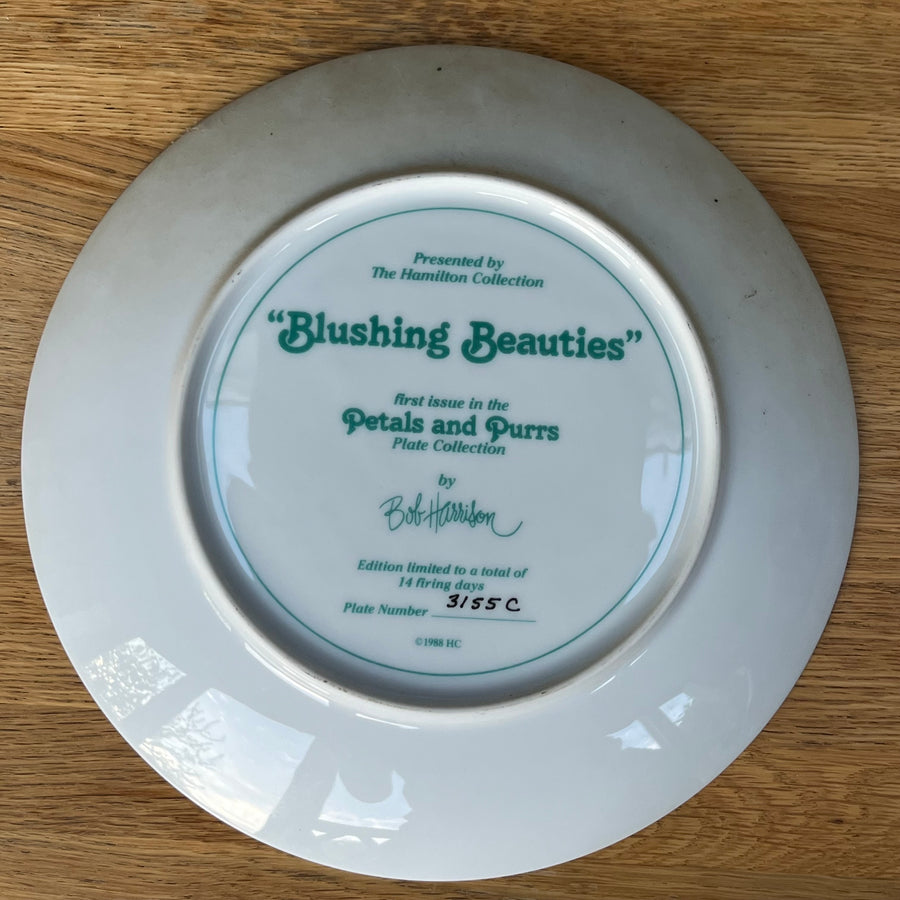 Presented by
The Hamilton Collection
“Blushing Beauties”
first issue in the
Petals and Purrs
Plate Collection
by
Bob Harrison
Edition limited to a total of
14 firing days
Plate Number 3155C
©1988 HC